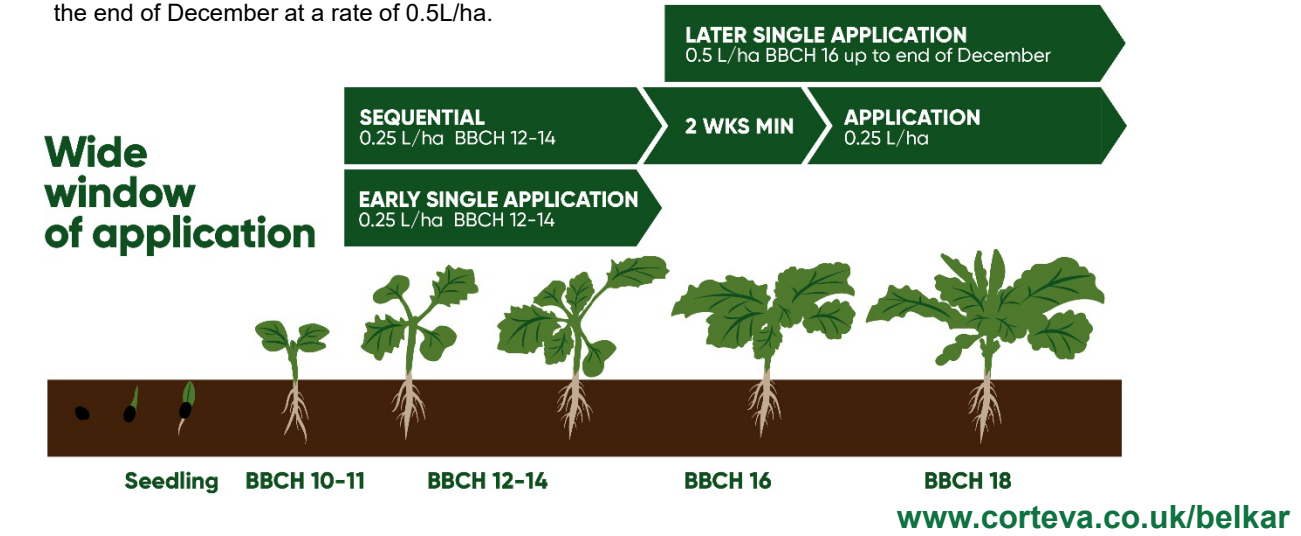 the end of December at a rate of 0.5L/ha.
LATER SINGLE APPLICATION
0.5 L/ha BBCH 16 up to end of December
SEQUENTIAL
0.25 L/ha BBCH 12-14
2 WKS MIN
APPLICATION
0.25 L/ha
Wide
window
of application
EARLY SINGLE APPLICATION
0.25 L/ha BBCH 12-14
Seedling
BBCH 10-11
BBCH 12-14
BBCH 16
BBCH 18
www.corteva.co.uk/belkar